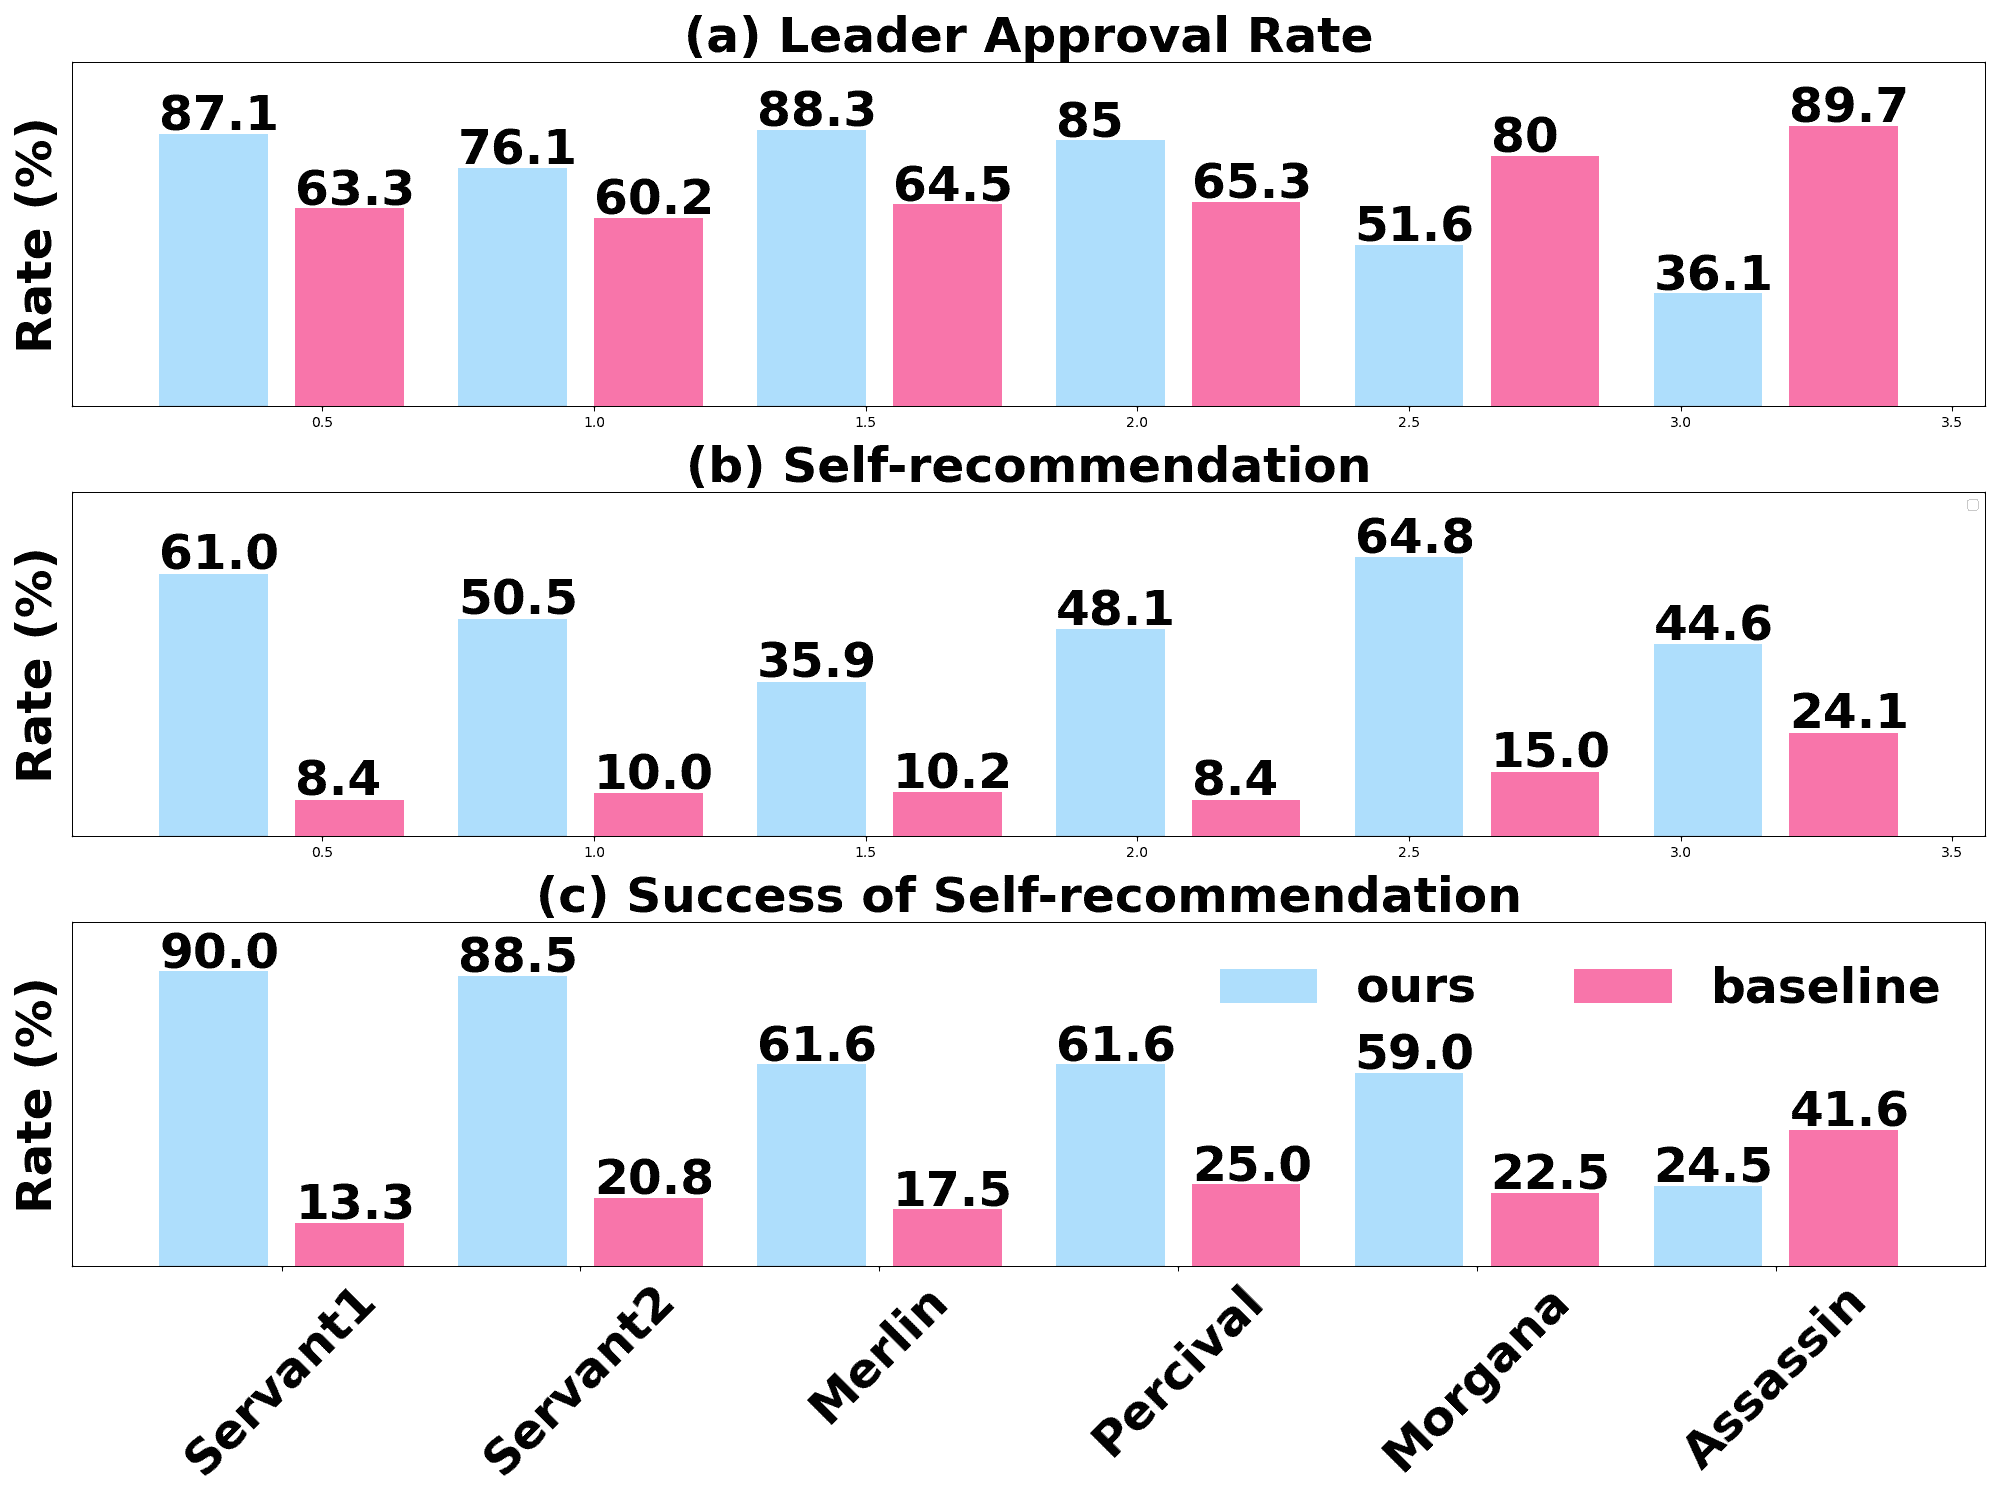 (a) Leader Approval Rate
Rate (%)
87.1 63.3 76.1 60.2 88.3 64.5 85 65.3 51.6 80 36.1 89.7
0.5 1.0 1.5 2.0 2.5 3.0 3.5
(b) Self-recommendation
Rate (%)
61.0 8.4 50.5 10.0 35.9 10.2 48.1 8.4 64.8 15.0 44.6 24.1
0.5 1.0 1.5 2.0 2.5 3.0 3.5
(c) Success of Self-recommendation
Rate (%)
ours baseline
90.0 13.3 88.5 20.8 61.6 17.5 61.6 25.0 59.0 22.5 24.5 41.6
Servant1 Servant2 Merlin Percival Morgana Assassin